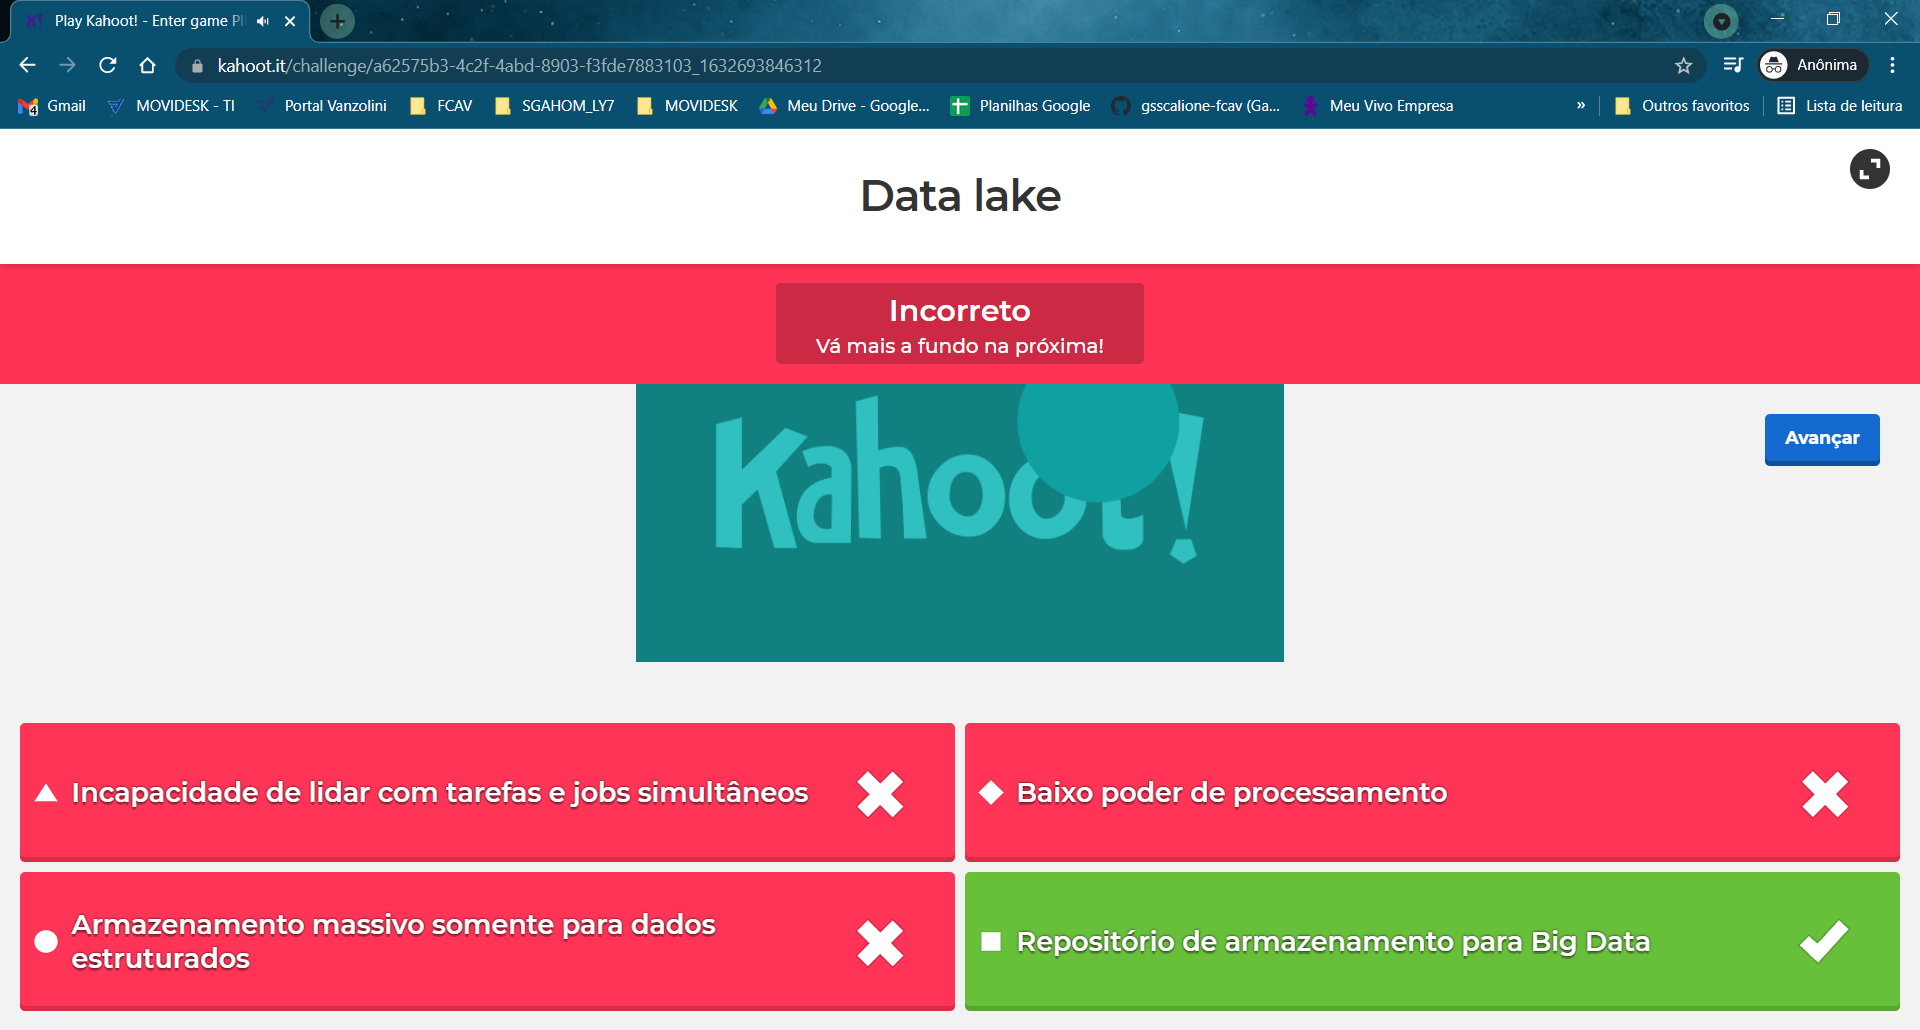 Play Kahoot! - Enter game PI
kahoot.it/challenge/a62575b3-4c2f-4abd-8903-f3fde7883103_1632693846312
Anônima
Gmail
MOVIDESK - TI
Portal Vanzolini
FCAV
SGAHOM_LY7
MOVIDESK
Meu Drive - Google...
Planilhas Google
gsscalione-fcav (Ga...
Meu Vivo Empresa
»
Outros favoritos
Lista de leitura
Data lake
Incorreto
Vá mais a fundo na próxima!
Kahoot!
Avançar
Incapacidade de lidar com tarefas e jobs simultâneos
Baixo poder de processamento
Armazenamento massivo somente para dados
estruturados
Repositório de armazenamento para Big Data